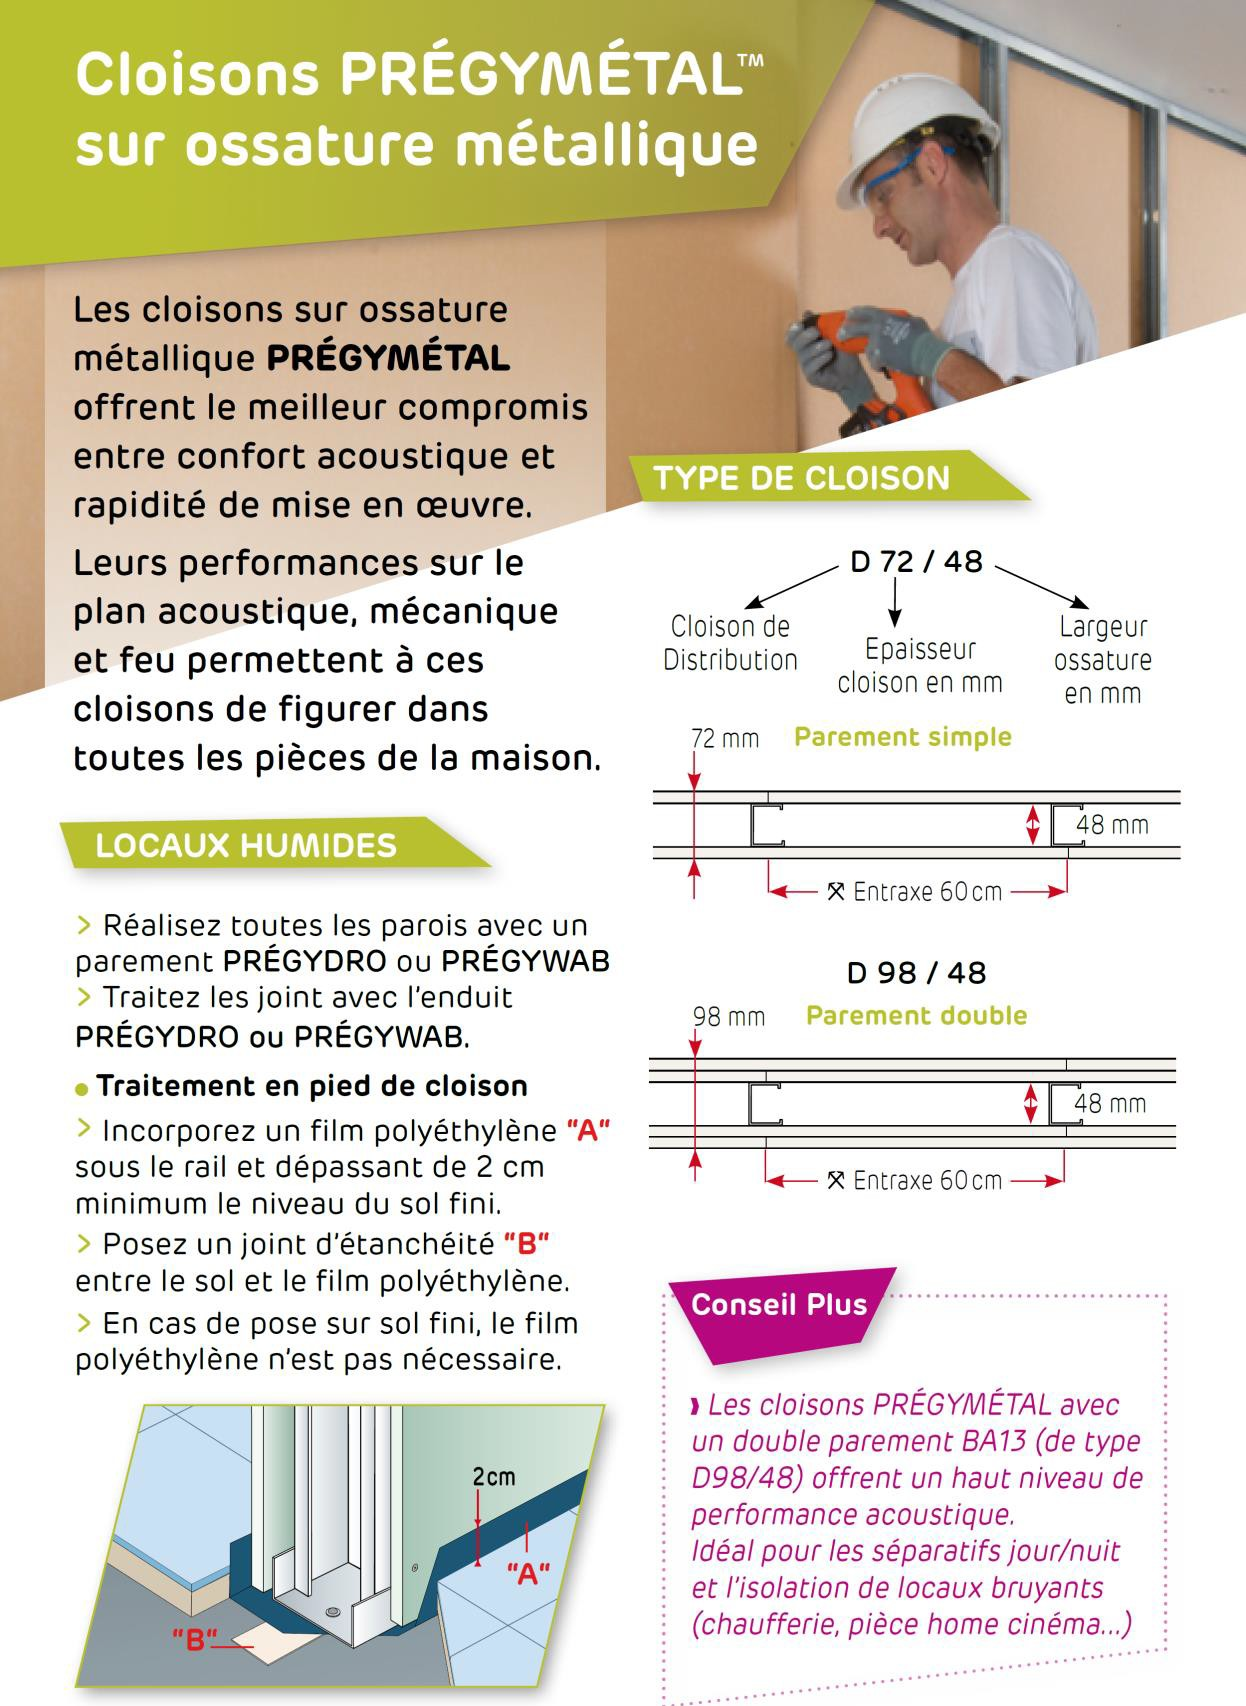 Cloisons PRÉGYMÉTAL™
sur ossature métallique
Les cloisons sur ossature
métallique PRÉGYMÉTAL
offrent le meilleur compromis
entre confort acoustique et
rapidité de mise en œuvre.
Leurs performances sur le
plan acoustique, mécanique
et feu permettent à ces
cloisons de figurer dans
toutes les pièces de la maison.
LOCAUX HUMIDES
> Réalisez toutes les parois avec un
parement PRÉGYDRO ou PRÉGYWAB
> Traitez les joint avec l'enduit
PRÉGYDRO ou PRÉGYWAB.
● Traitement en pied de cloison
> Incorporez un film polyéthylène "A"
sous le rail et dépassant de 2 cm
minimum le niveau du sol fini.
> Posez un joint d'étanchéité "B"
entre le sol et le film polyéthylène.
> En cas de pose sur sol fini, le film
polyéthylène n'est pas nécessaire.
2cm
"A"
"B"
TYPE DE CLOISON
D 72 / 48
Cloison de
Distribution
Epaisseur
cloison en mm
Largeur
ossature
en mm
72 mm Parement simple
48 mm
Entraxe 60cm
D 98 / 48
98 mm Parement double
48 mm
Entraxe 60cm
Conseil Plus
Les cloisons PRÉGYMÉTAL avec
un double parement BA13 (de type
D98/48) offrent un haut niveau de
performance acoustique.
Idéal pour les séparatifs jour/nuit
et l'isolation de locaux bruyants
(chaufferie, pièce home cinéma...)